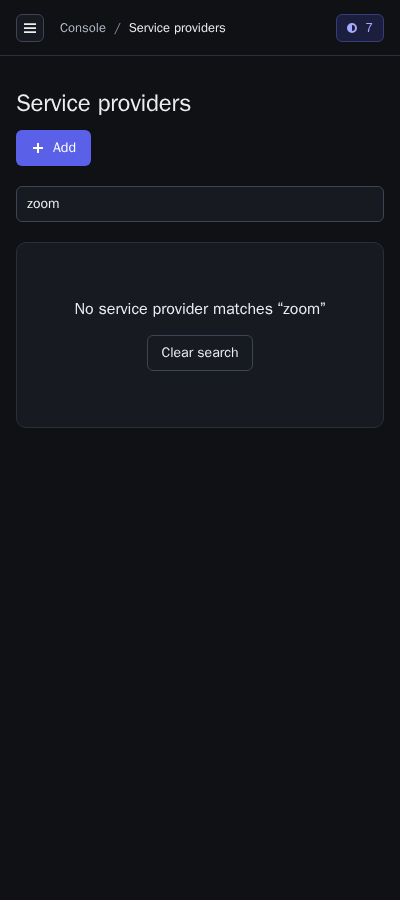 Console / Service providers
7
Service providers
Add
zoom
No service provider matches “zoom”
Clear search